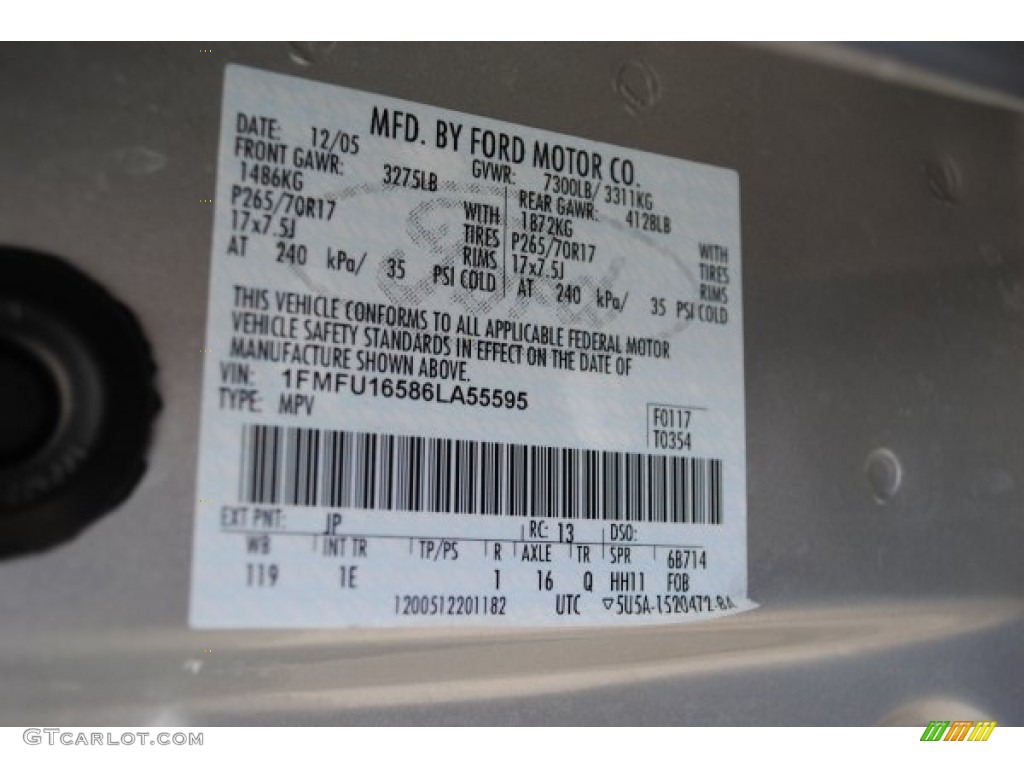 MFD. BY FORD MOTOR CO.
DATE: 12/05 GVWR: 7300LB/ 3311KG
FRONT GAWR: 3275LB REAR GAWR: 4128LB
1486KG WITH 1872KG WITH
P265/70R17 TIRES P265/70R17 TIRES
17x7.5J RIMS 17x7.5J RIMS
AT 240 kPa/ 35 PSI COLD AT 240 kPa/ 35 PSI COLD
THIS VEHICLE CONFORMS TO ALL APPLICABLE FEDERAL MOTOR
VEHICLE SAFETY STANDARDS IN EFFECT ON THE DATE OF
MANUFACTURE SHOWN ABOVE.
VIN: 1FMFU16586LA55595
TYPE: MPV
F0117
T0354
EXT PNT: JP RC: 13 DSO:
WB INT TR TP/PS R AXLE TR SPR 6B714
119 1E 1 16 Q HH11 FOB
1200512201182 UTC ▽5U5A-1520472-BA
GTCarlot.com